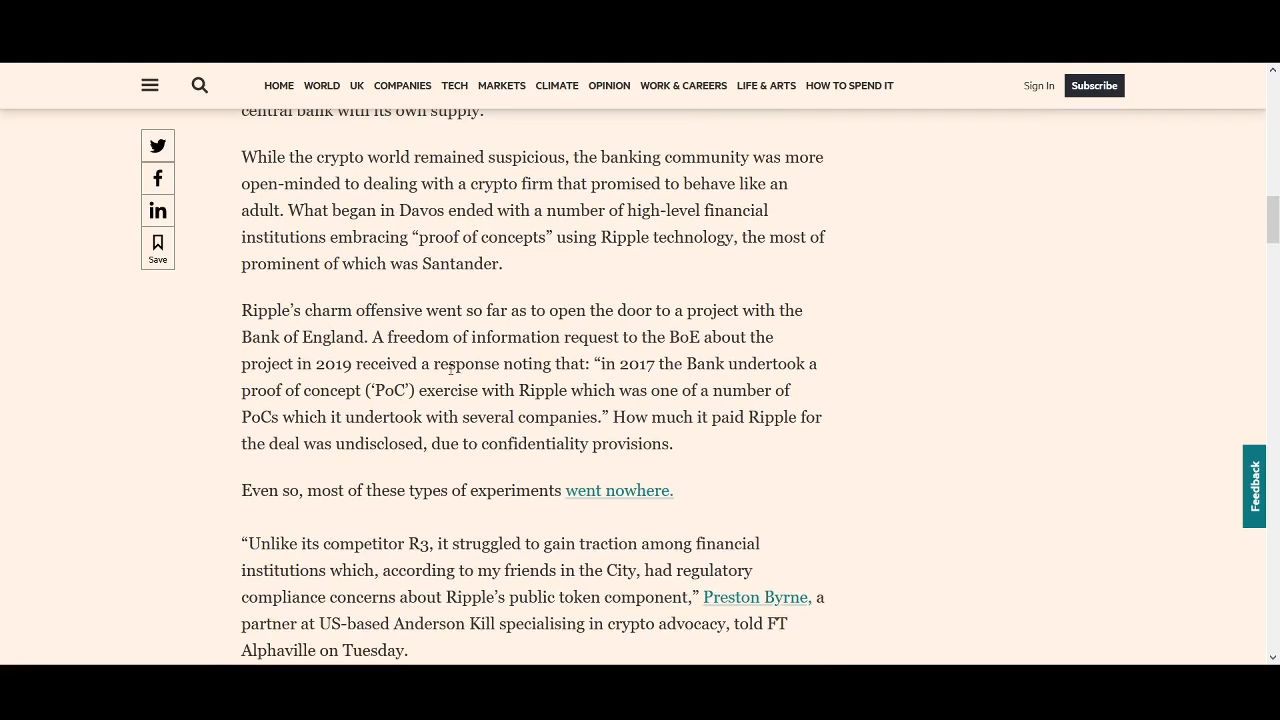 HOME WORLD UK COMPANIES TECH MARKETS CLIMATE OPINION WORK & CAREERS LIFE & ARTS HOW TO SPEND IT Sign In Subscribe
central bank with its own supply.
While the crypto world remained suspicious, the banking community was more
open-minded to dealing with a crypto firm that promised to behave like an
adult. What began in Davos ended with a number of high-level financial
institutions embracing “proof of concepts” using Ripple technology, the most of
prominent of which was Santander.
Ripple’s charm offensive went so far as to open the door to a project with the
Bank of England. A freedom of information request to the BoE about the
project in 2019 received a response noting that: “in 2017 the Bank undertook a
proof of concept (‘PoC’) exercise with Ripple which was one of a number of
PoCs which it undertook with several companies.” How much it paid Ripple for
the deal was undisclosed, due to confidentiality provisions.
Even so, most of these types of experiments went nowhere.
“Unlike its competitor R3, it struggled to gain traction among financial
institutions which, according to my friends in the City, had regulatory
compliance concerns about Ripple’s public token component,” Preston Byrne, a
partner at US-based Anderson Kill specialising in crypto advocacy, told FT
Alphaville on Tuesday.
in
Save
Feedback